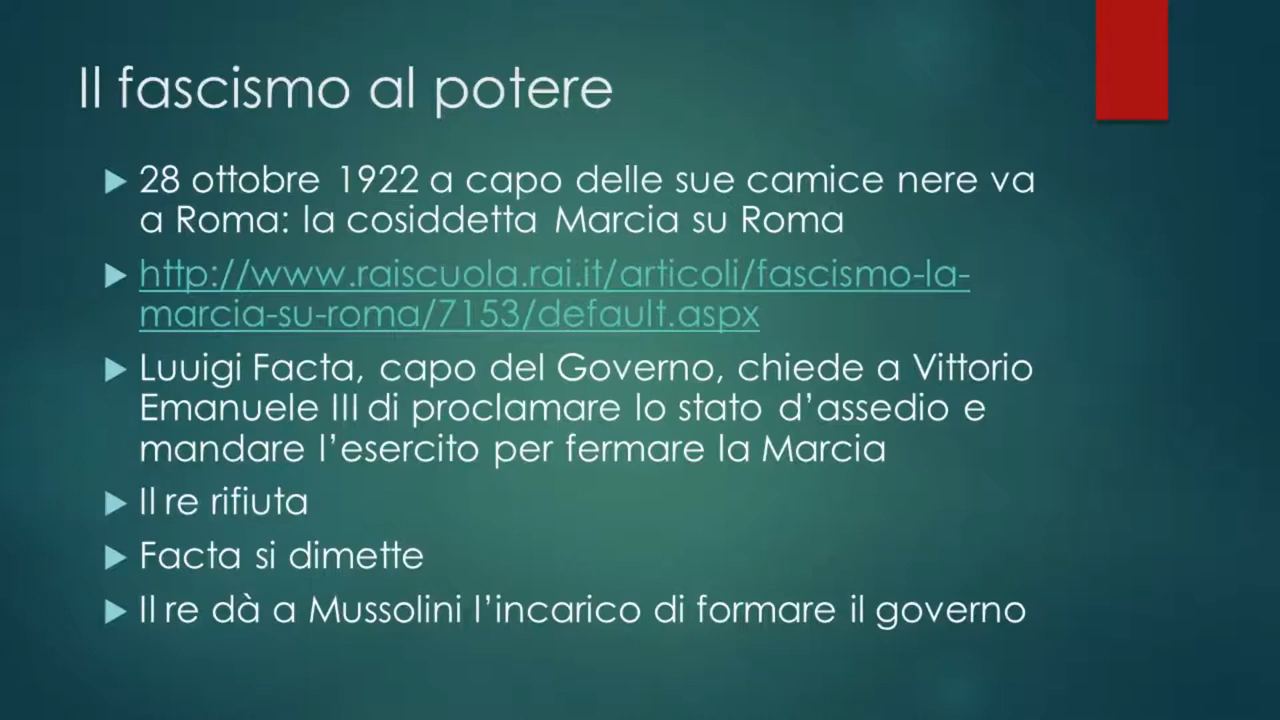 Il fascismo al potere
28 ottobre 1922 a capo delle sue camice nere va
a Roma: la cosiddetta Marcia su Roma
http://www.raiscuola.rai.it/articoli/fascismo-la-
marcia-su-roma/7153/default.aspx
Luuigi Facta, capo del Governo, chiede a Vittorio
Emanuele III di proclamare lo stato d’assedio e
mandare l’esercito per fermare la Marcia
Il re rifiuta
Facta si dimette
Il re dà a Mussolini l’incarico di formare il governo